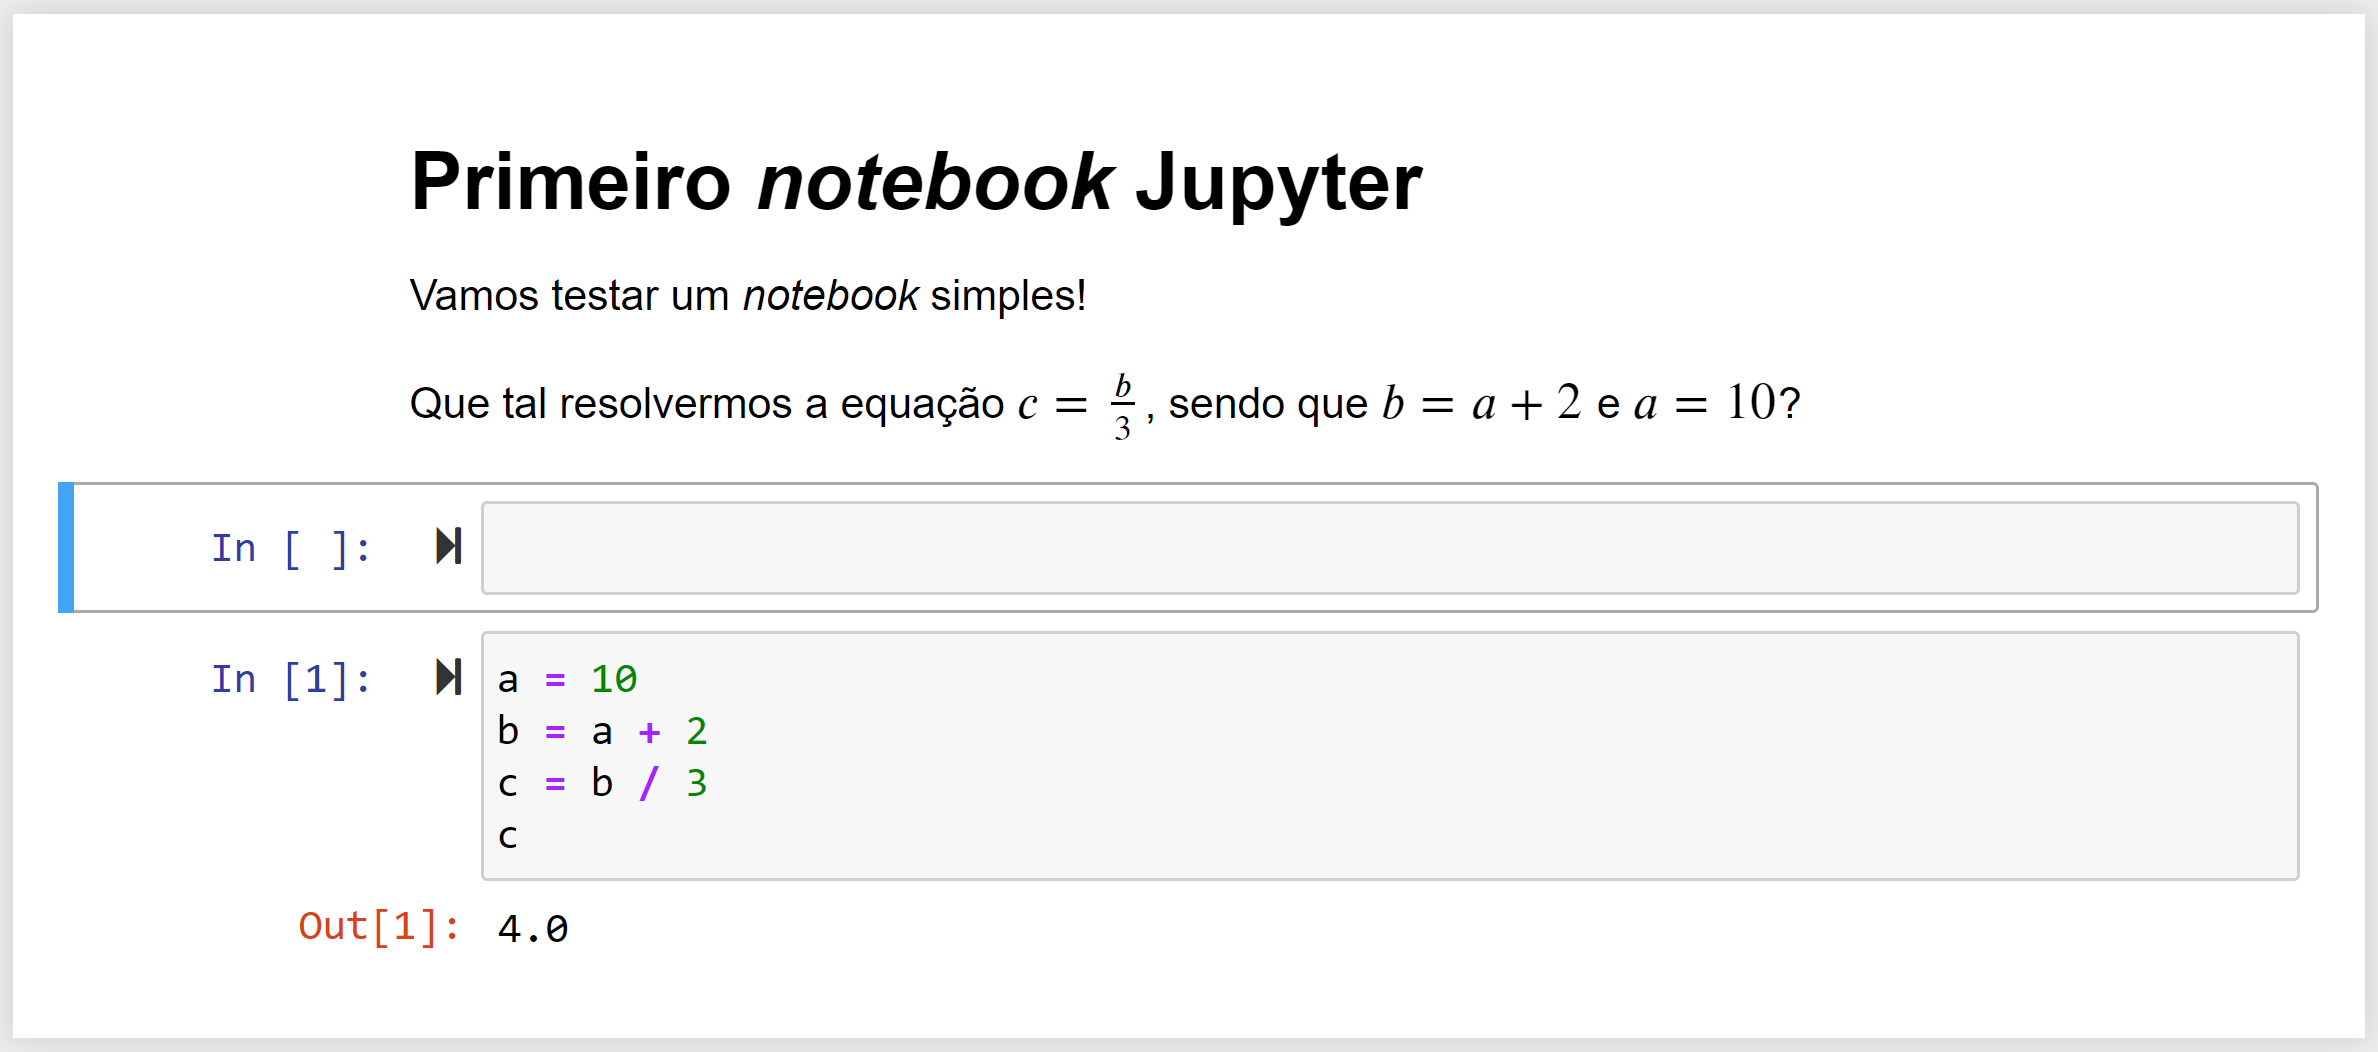 Primeiro notebook Jupyter
Vamos testar um notebook simples!
Que tal resolvermos a equação c = b/3, sendo que b = a + 2 e a = 10?
In [ ]:
In [1]:
a = 10
b = a + 2
c = b / 3
c
Out[1]: 4.0